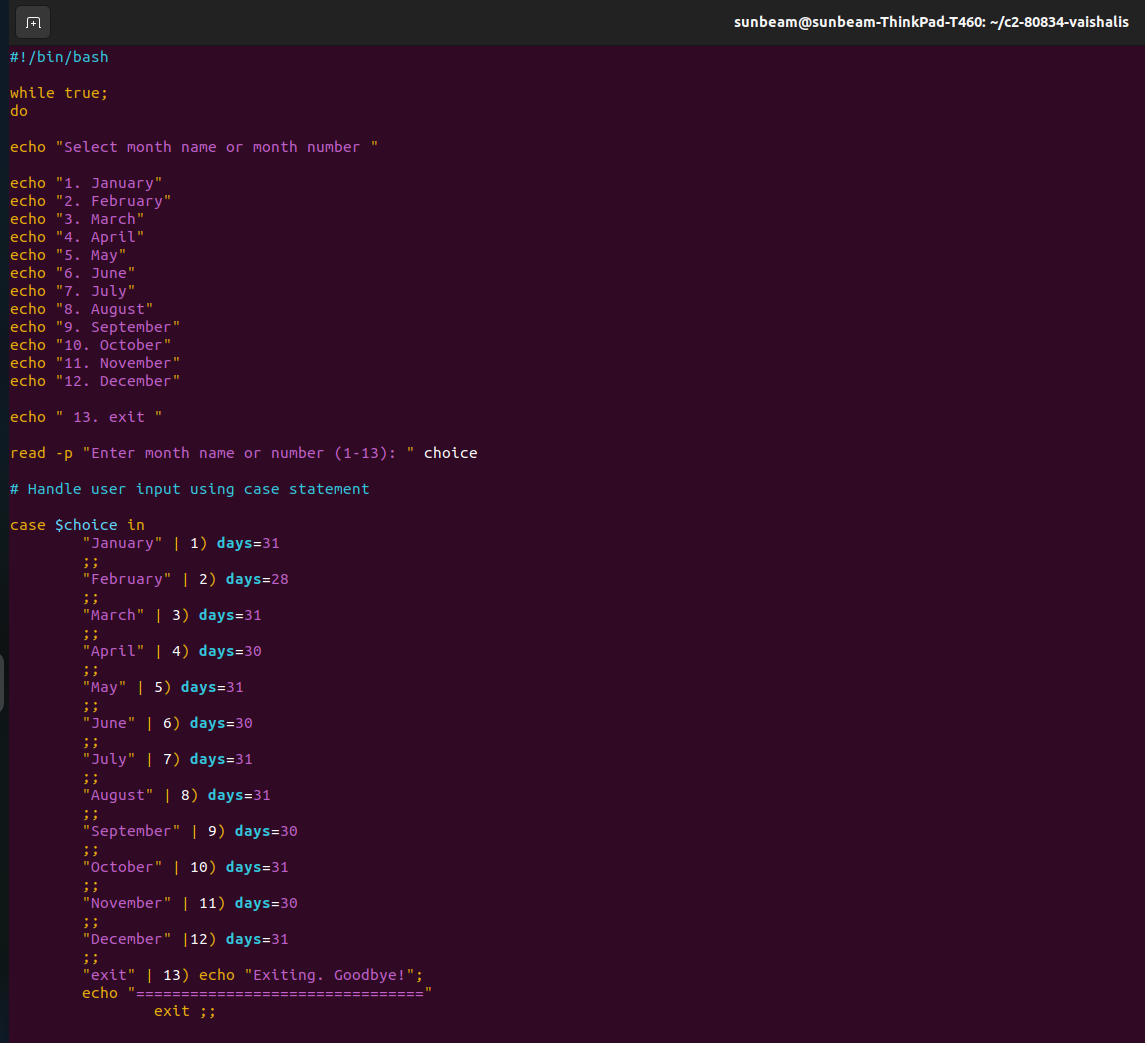 sunbeam@sunbeam-ThinkPad-T460: ~/c2-80834-vaishalis
#!/bin/bash
while true;
do
echo "Select month name or month number "
echo "1. January"
echo "2. February"
echo "3. March"
echo "4. April"
echo "5. May"
echo "6. June"
echo "7. July"
echo "8. August"
echo "9. September"
echo "10. October"
echo "11. November"
echo "12. December"
echo " 13. exit "
read -p "Enter month name or number (1-13): " choice
# Handle user input using case statement
case $choice in
"January" | 1) days=31
;;
"February" | 2) days=28
;;
"March" | 3) days=31
;;
"April" | 4) days=30
;;
"May" | 5) days=31
;;
"June" | 6) days=30
;;
"July" | 7) days=31
;;
"August" | 8) days=31
;;
"September" | 9) days=30
;;
"October" | 10) days=31
;;
"November" | 11) days=30
;;
"December" |12) days=31
;;
"exit" | 13) echo "Exiting. Goodbye!";
echo "================================"
exit ;;